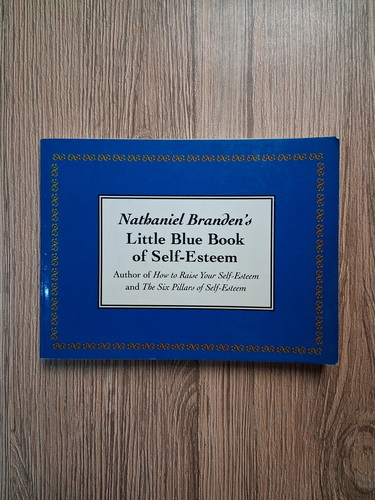 Nathaniel Branden's
Little Blue Book
of Self-Esteem
Author of How to Raise Your Self-Esteem
and The Six Pillars of Self-Esteem